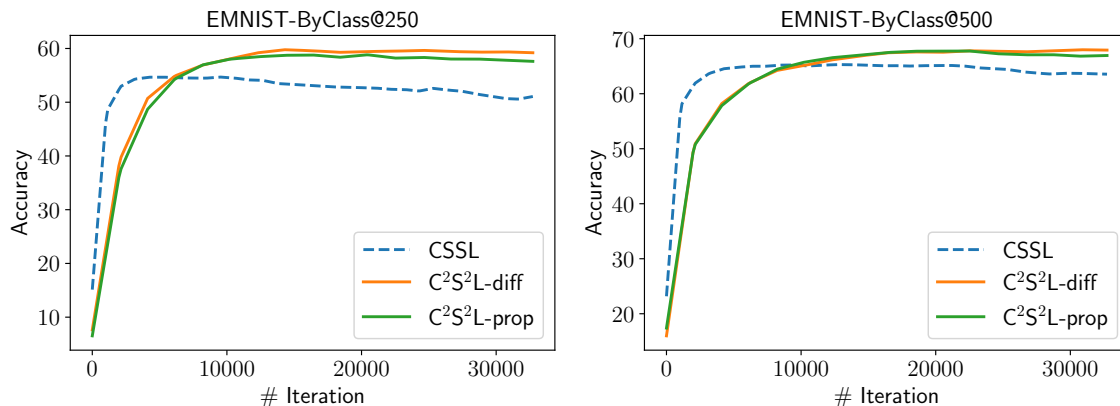 EMNIST-ByClass@250
60
50
40
30
20
10
Accuracy
CSSL
C²S²L-diff
C²S²L-prop
0
10000
20000
30000
# Iteration
EMNIST-ByClass@500
70
60
50
40
30
20
Accuracy
CSSL
C²S²L-diff
C²S²L-prop
0
10000
20000
30000
# Iteration